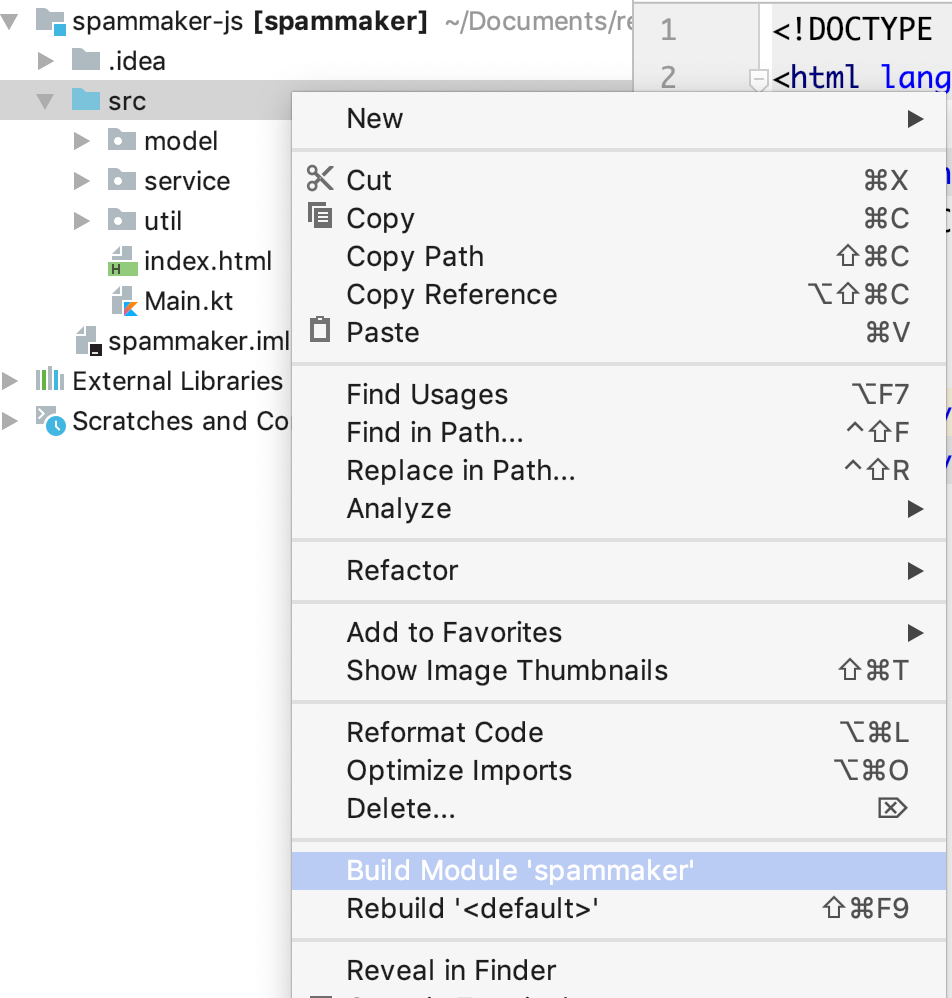 spammaker-js [spammaker] ~/Documents/re
.idea
src
model
service
util
index.html
Main.kt
spammaker.iml
External Libraries
Scratches and Co
1 <!DOCTYPE
2 <html lang
New
Cut ⌘X
Copy ⌘C
Copy Path ⇧⌘C
Copy Reference ⌥⇧⌘C
Paste ⌘V
Find Usages ⌥F7
Find in Path... ^⇧F
Replace in Path... ^⇧R
Analyze
Refactor
Add to Favorites
Show Image Thumbnails ⇧⌘T
Reformat Code ⌥⌘L
Optimize Imports ⌥⌘O
Delete... ⌦
Build Module 'spammaker'
Rebuild '<default>' ⇧⌘F9
Reveal in Finder